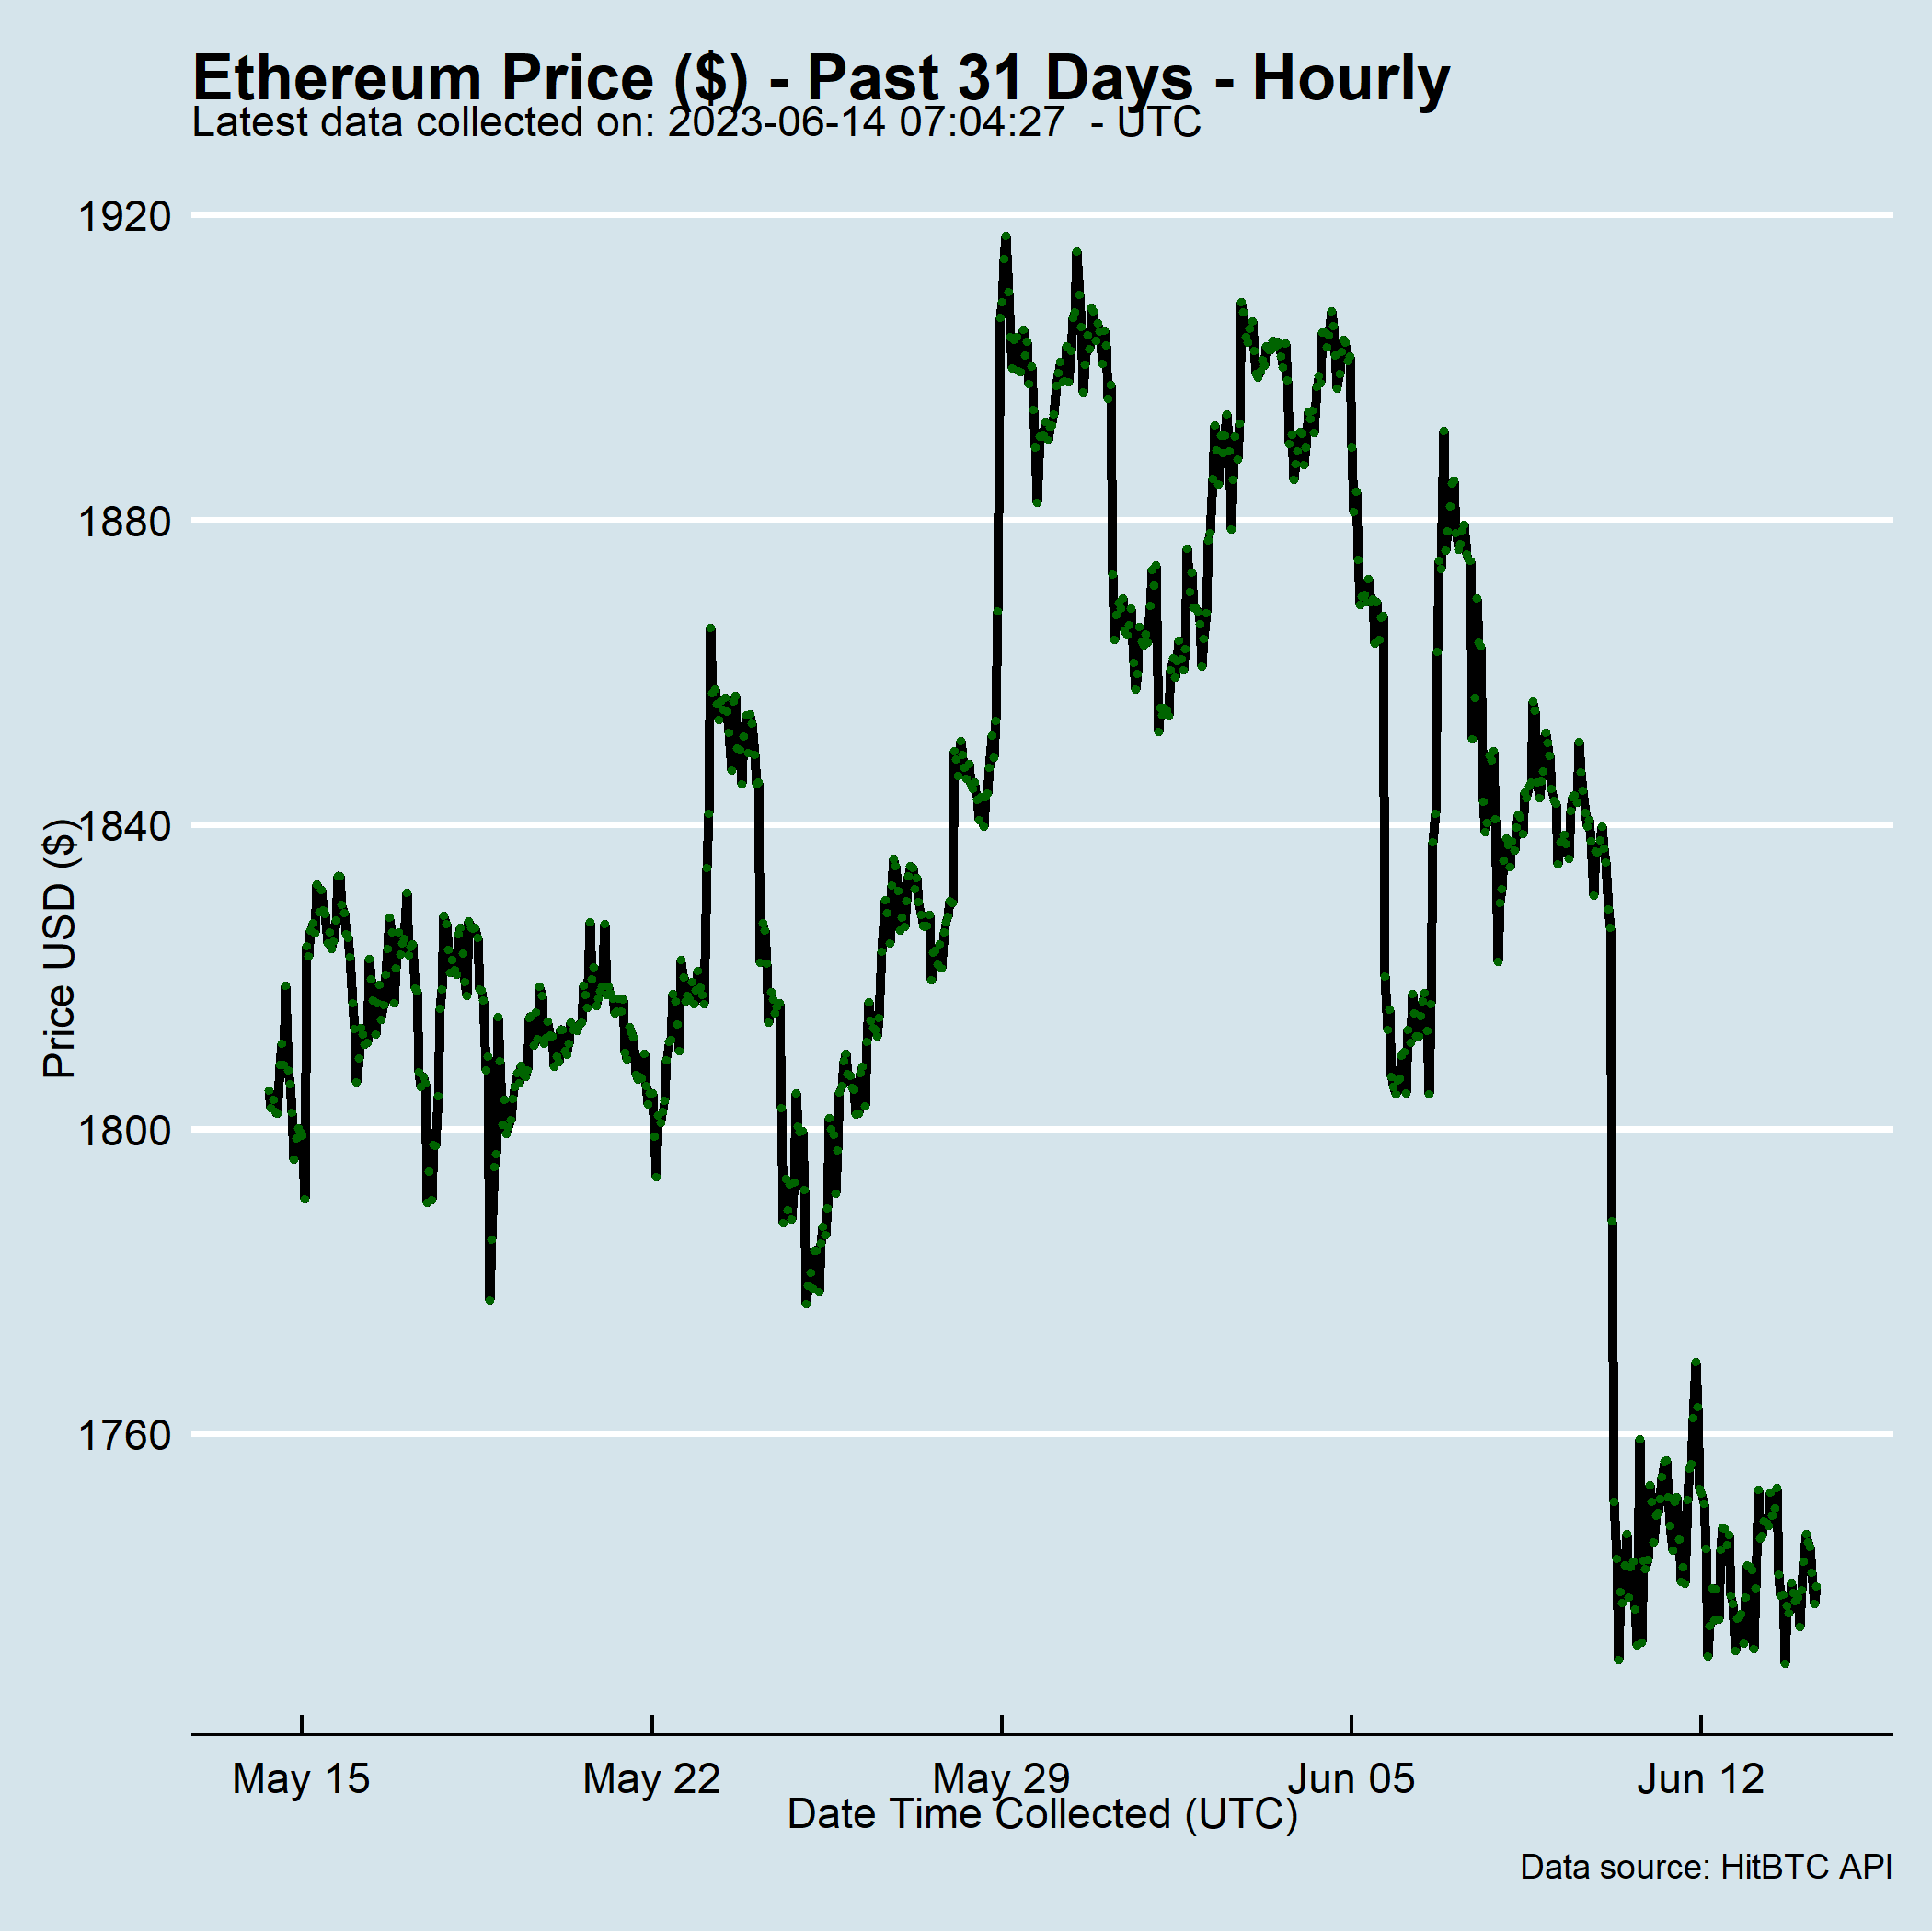 Ethereum Price ($) - Past 31 Days - Hourly
Latest data collected on: 2023-06-14 07:04:27  - UTC
1920
1880
1840
1800
1760
Price USD ($)
May 15
May 22
May 29
Jun 05
Jun 12
Date Time Collected (UTC)
Data source: HitBTC API